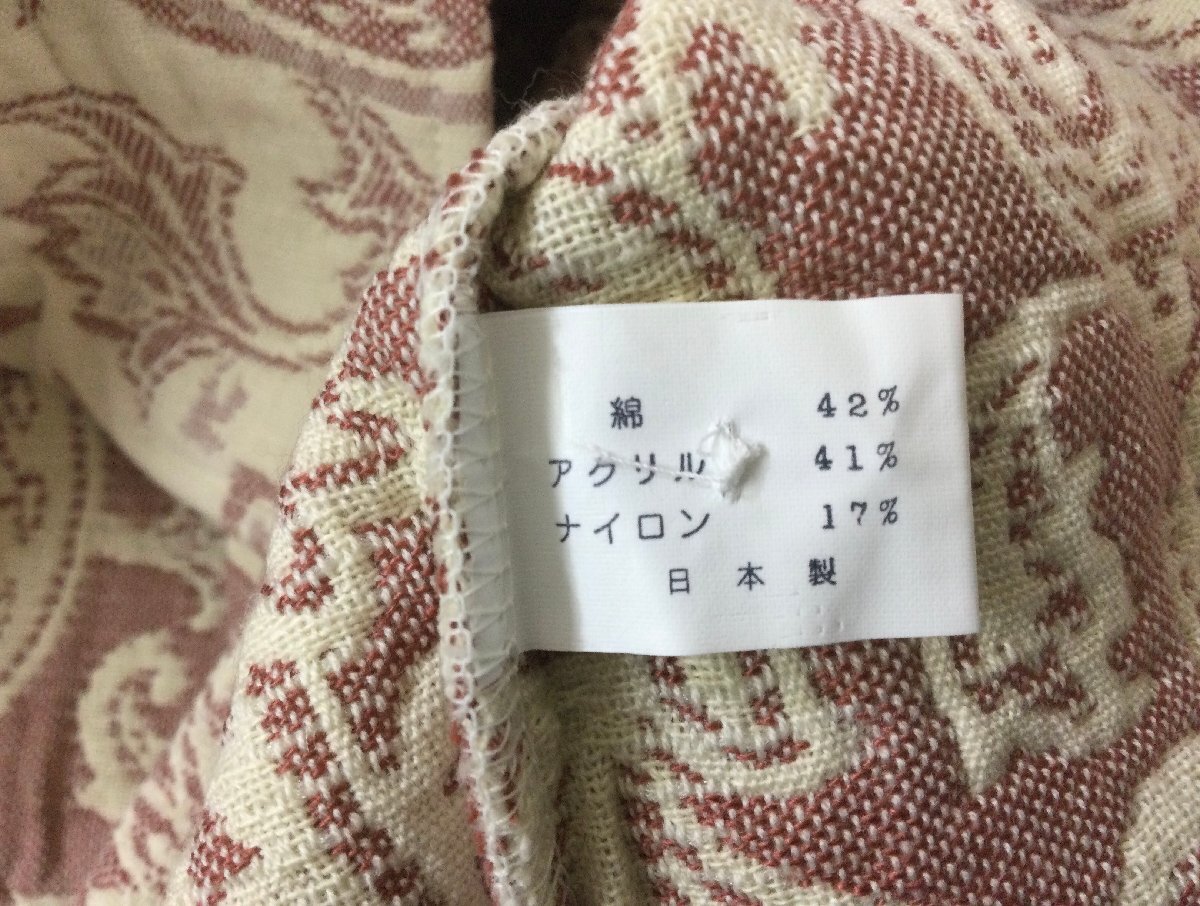 綿 42%
アクリル 41%
ナイロン 17%
日本製